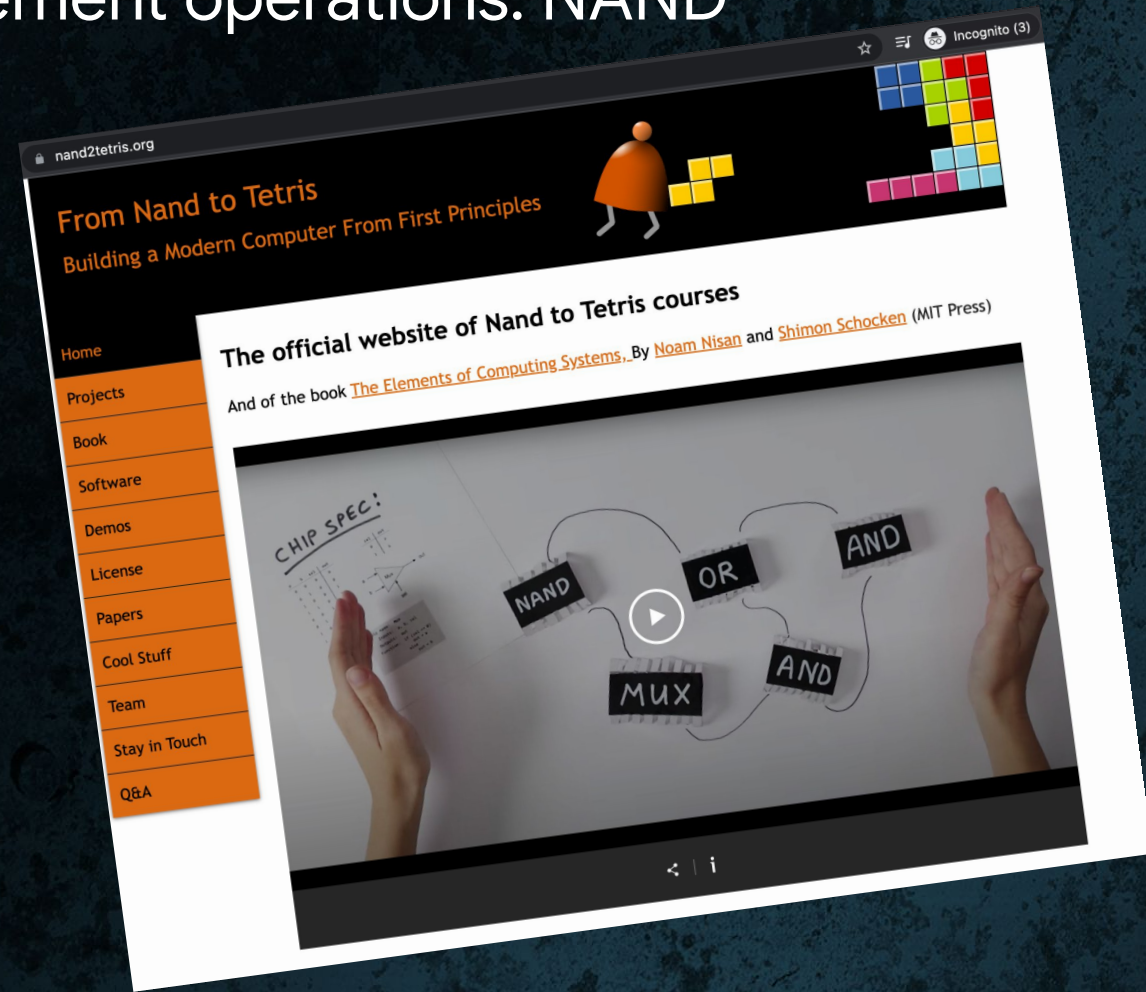 ement operations: NAND
Incognito (3)
nand2tetris.org
From Nand to Tetris
Building a Modern Computer From First Principles
Home
Projects
Book
Software
Demos
License
Papers
Cool Stuff
Team
Stay in Touch
Q&A
The official website of Nand to Tetris courses
And of the book The Elements of Computing Systems, By Noam Nisan and Shimon Schocken (MIT Press)
CHIP SPEC!
NAND
OR
AND
MUX
AND